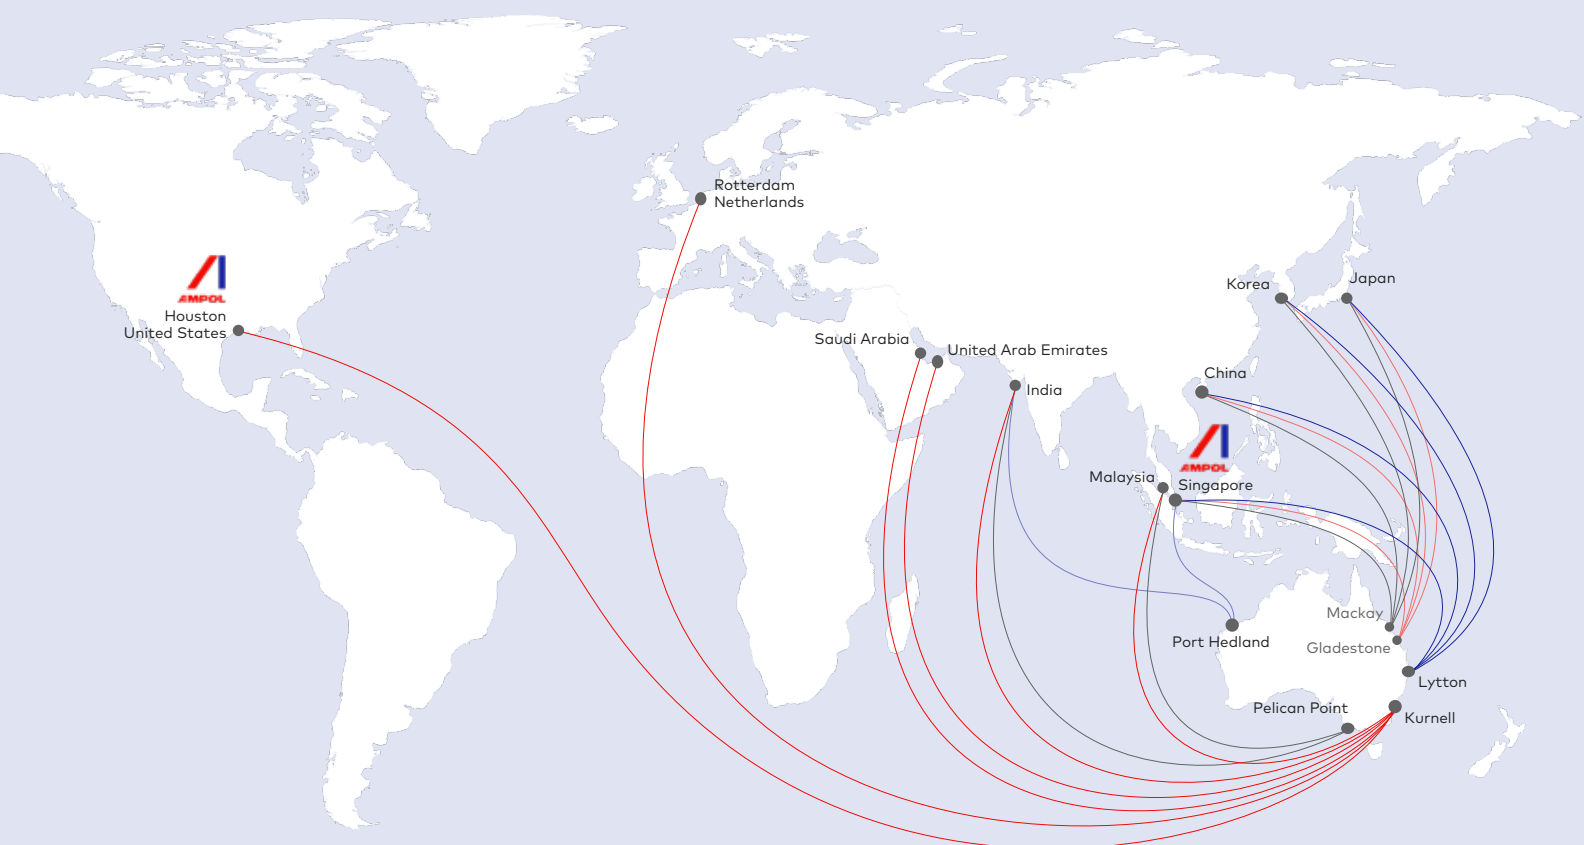 Rotterdam
Netherlands
AMPOL
Houston
United States
Korea
Japan
Saudi Arabia
United Arab Emirates
China
India
AMPOL
Malaysia
Singapore
Mackay
Port Hedland
Gladestone
Lytton
Pelican Point
Kurnell